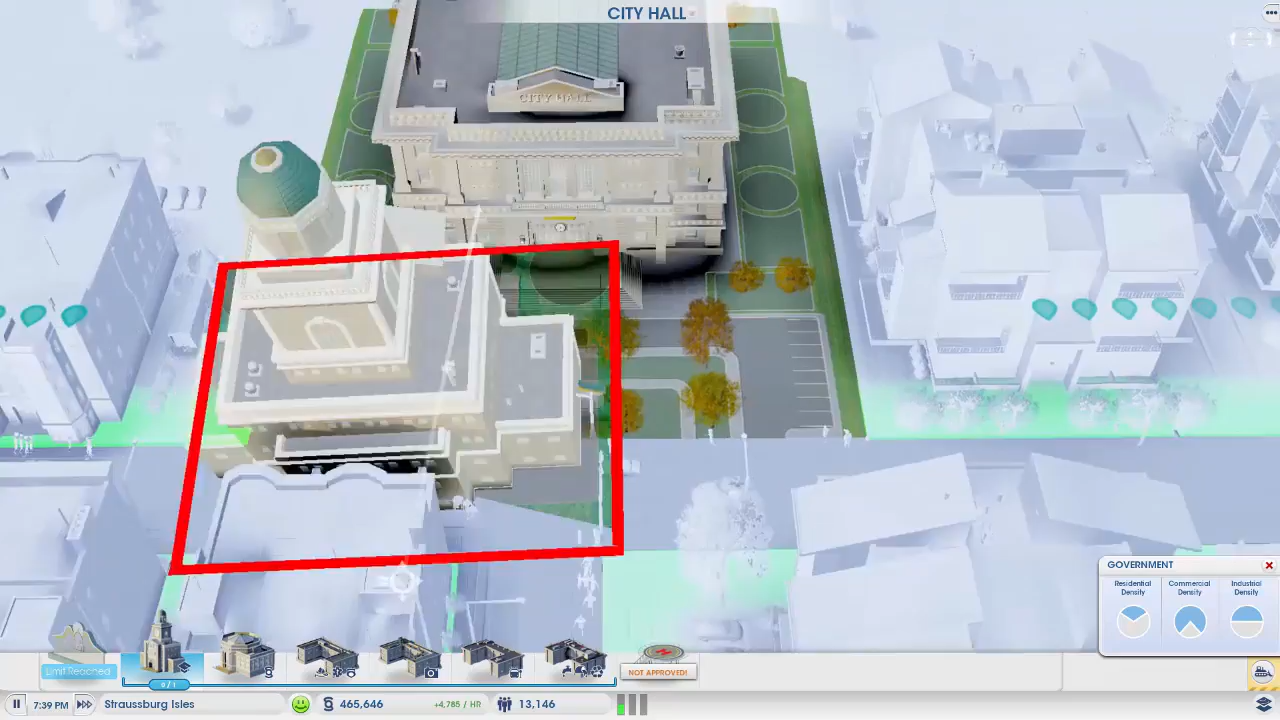 CITY HALL
CITY HALL
GOVERNMENT
Residential Density
Commercial Density
Industrial Density
Limit Reached
0 / 1
NOT APPROVED!
7:39 PM
Straussburg Isles
465,646
+4,785 / HR
13,146